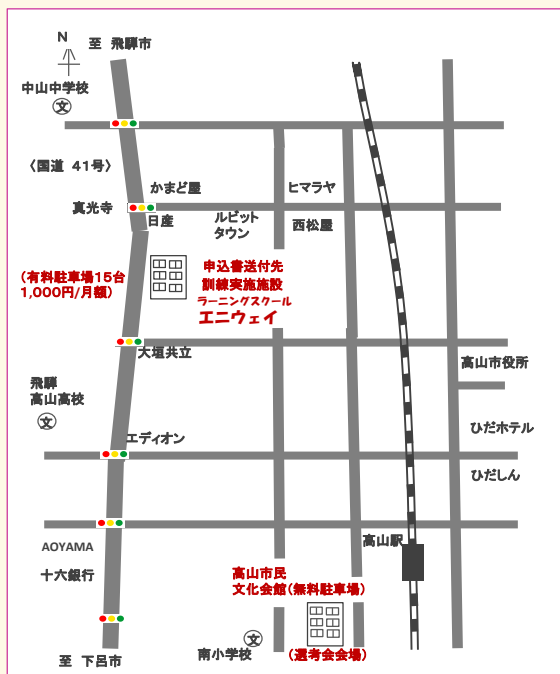 N
至 飛騨市
中山中学校
文
〈国道 41号〉
かまど屋
ヒマラヤ
真光寺
日産
ルビット
タウン
西松屋
(有料駐車場15台
1,000円/月額)
申込書送付先
訓練実施施設
ラーニングスクール
エニウェイ
大垣共立
高山市役所
飛騨
高山高校
文
ひだホテル
エディオン
ひだしん
AOYAMA
高山駅
十六銀行
高山市民
文化会館(無料駐車場)
文
南小学校
(選考会会場)
至 下呂市